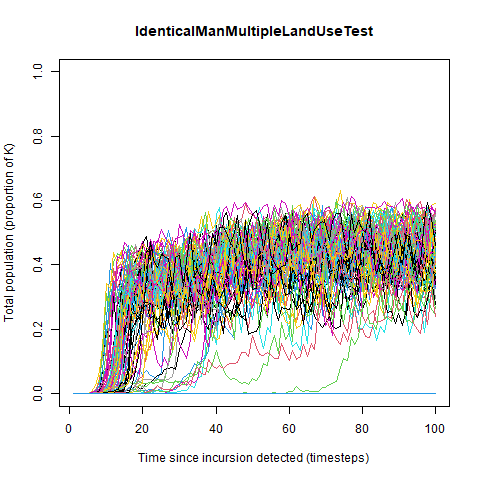 IdenticalManMultipleLandUseTest
Total population (proportion of K)
1.0
0.8
0.6
0.4
0.2
0.0
0 20 40 60 80 100
Time since incursion detected (timesteps)